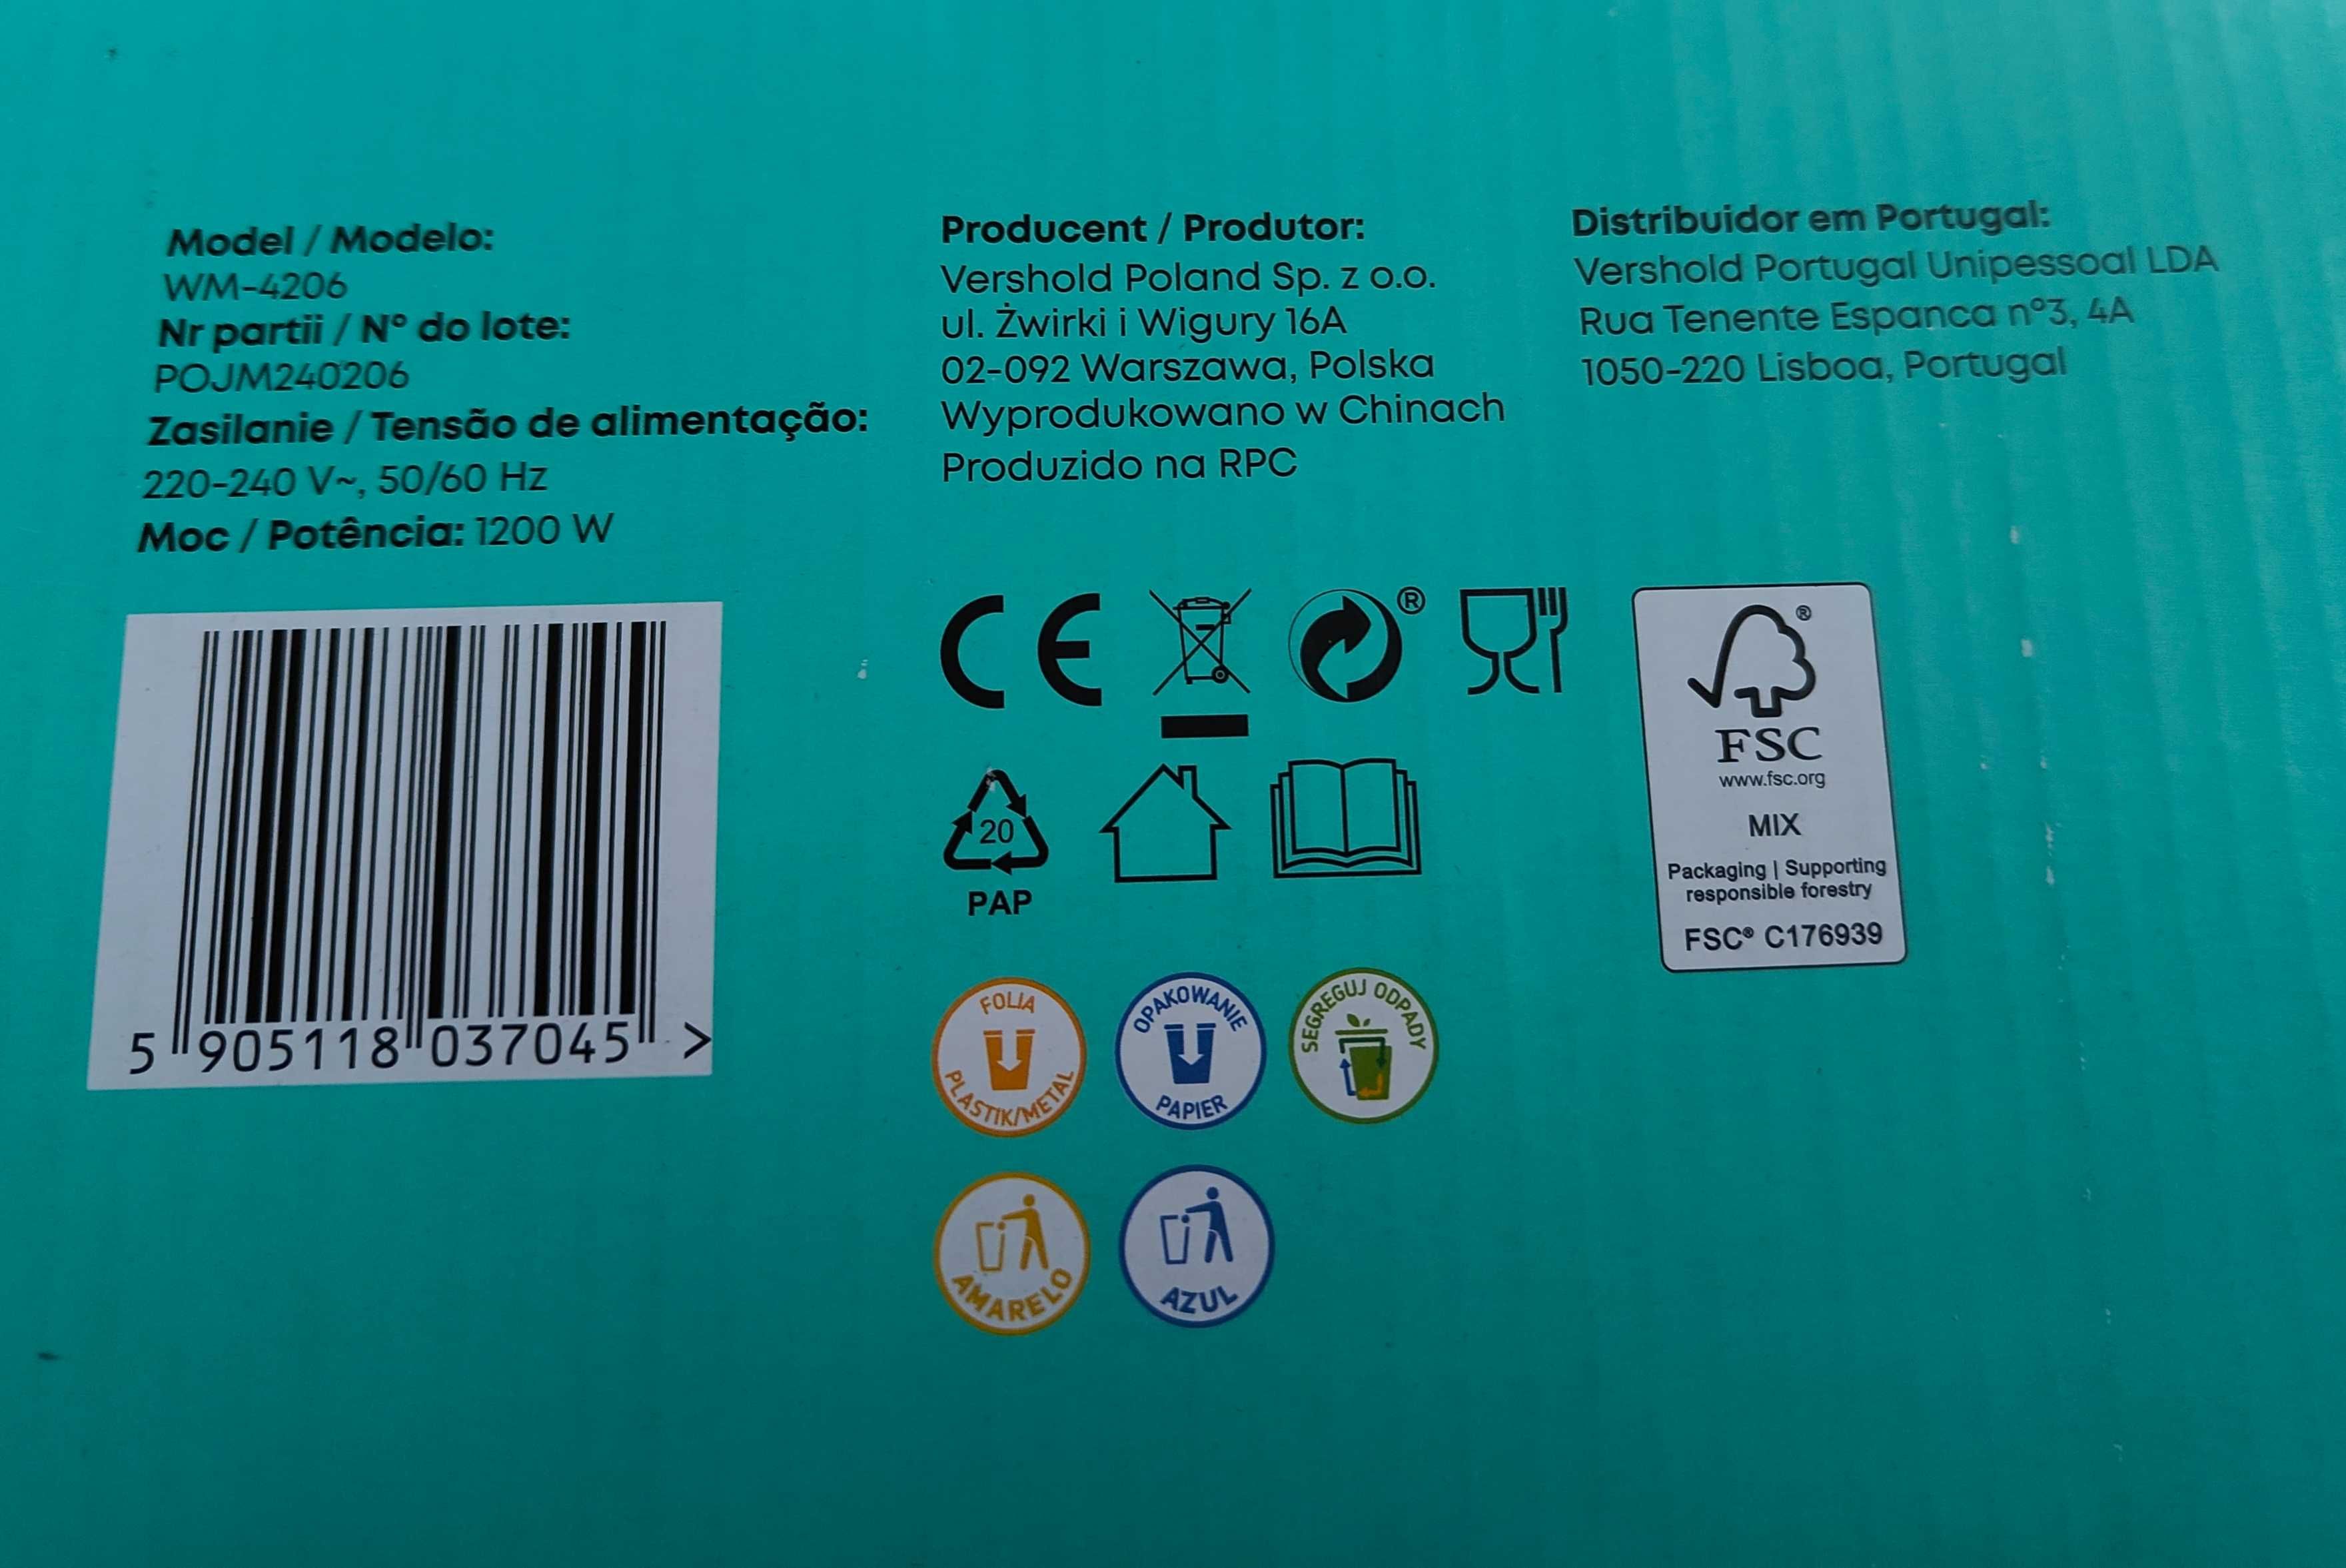 Model / Modelo:
WM-4206
Nr partii / Nº do lote:
POJM240206
Zasilanie / Tensão de alimentação:
220-240 V~, 50/60 Hz
Moc / Potência: 1200 W
5 905118 037045 >
Producent / Produtor:
Vershold Poland Sp. z o.o.
ul. Żwirki i Wigury 16A
02-092 Warszawa, Polska
Wyprodukowano w Chinach
Produzido na RPC
Distribuidor em Portugal:
Vershold Portugal Unipessoal LDA
Rua Tenente Espanca nº3, 4A
1050-220 Lisboa, Portugal
CE
®
20
PAP
®
FSC
www.fsc.org
MIX
Packaging | Supporting
responsible forestry
FSC® C176939
FOLIA
PLASTIK/METAL
OPAKOWANIE
PAPIER
SEGREGUJ ODPADY
AMARELO
AZUL